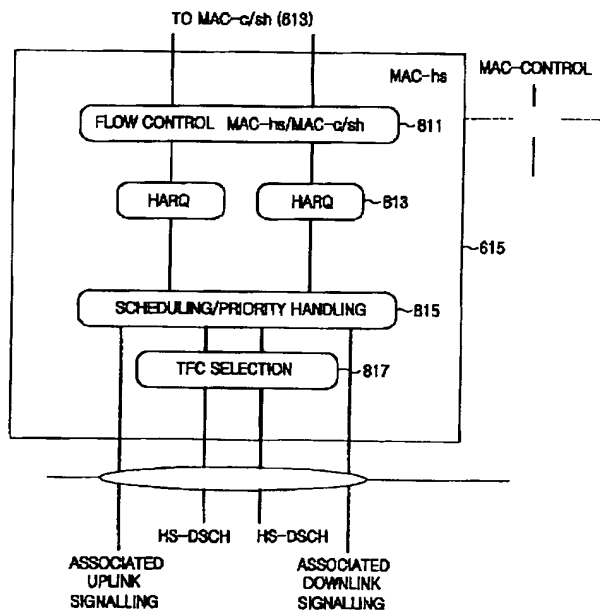 TO MAC-c/sh (613)
MAC-hs
MAC-CONTROL
FLOW CONTROL MAC-hs/MAC-c/sh
811
HARQ
HARQ
813
615
SCHEDULING/PRIORITY HANDLING
815
TFC SELECTION
817
HS-DSCH
HS-DSCH
ASSOCIATED
UPLINK
SIGNALLING
ASSOCIATED
DOWNLINK
SIGNALLING